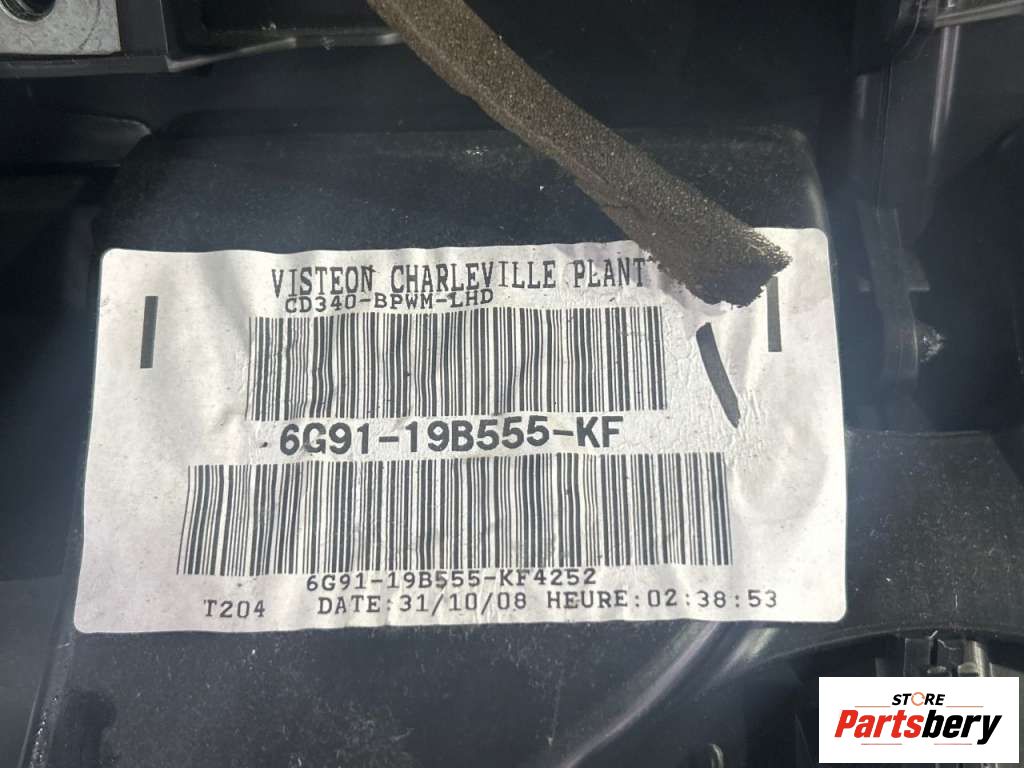 VISTEON CHARLEVILLE PLANT
CD340-BPWM-LHD
6G91-19B555-KF
6G91-19B555-KF4252
T204 DATE:31/10/08 HEURE:02:38:53
STORE
Partsbery